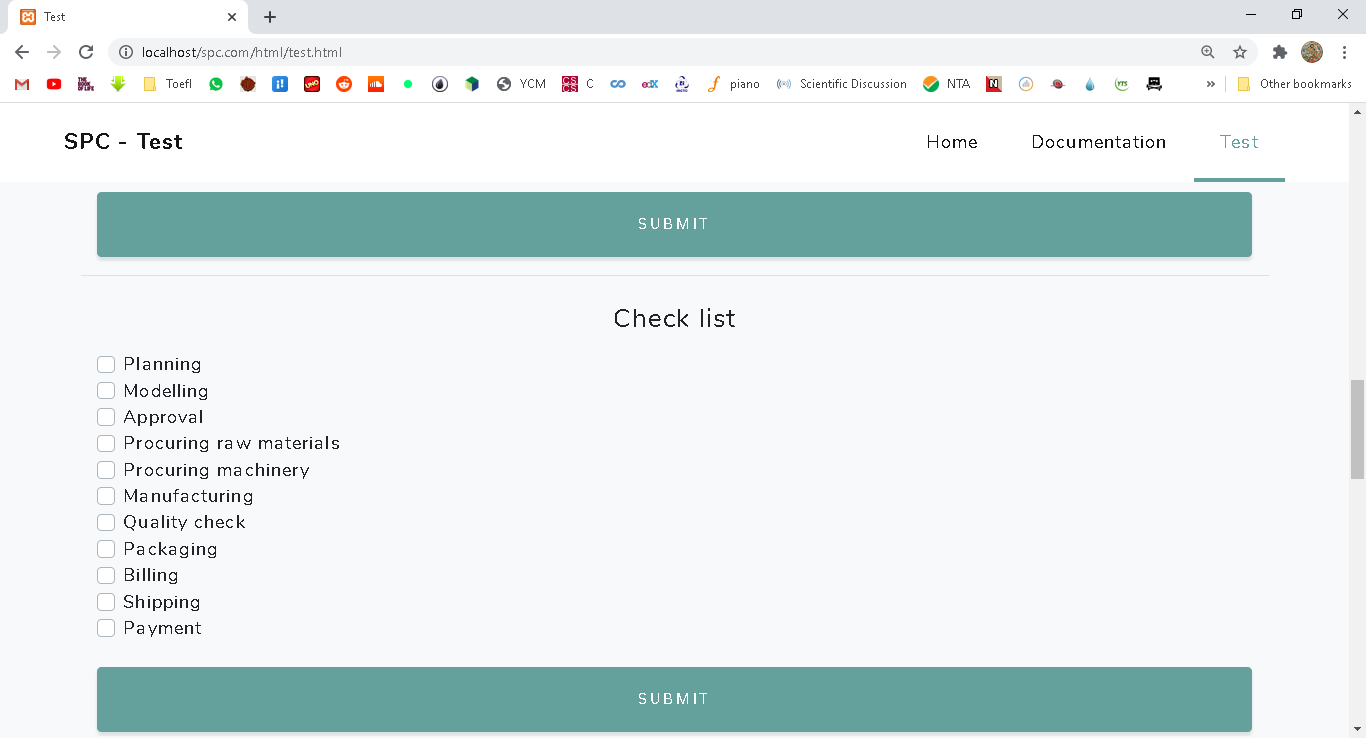 Test
localhost/spc.com/html/test.html
Toefl YCM C piano Scientific Discussion NTA » Other bookmarks
SPC - Test Home Documentation Test
SUBMIT
Check list
Planning
Modelling
Approval
Procuring raw materials
Procuring machinery
Manufacturing
Quality check
Packaging
Billing
Shipping
Payment
SUBMIT